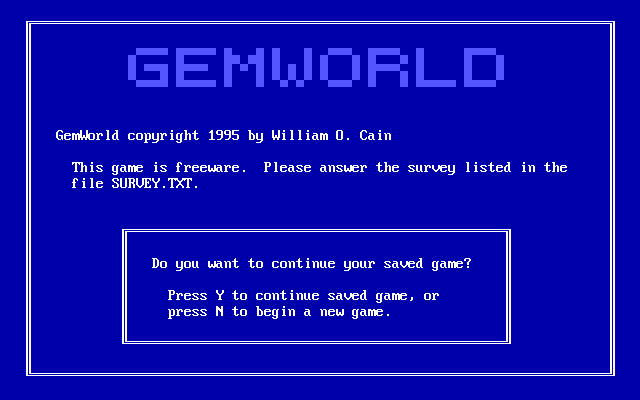 GEMWORLD
GemWorld copyright 1995 by William O. Cain
This game is freeware.  Please answer the survey listed in the
file SURVEY.TXT.
Do you want to continue your saved game?
Press Y to continue saved game, or
press N to begin a new game.